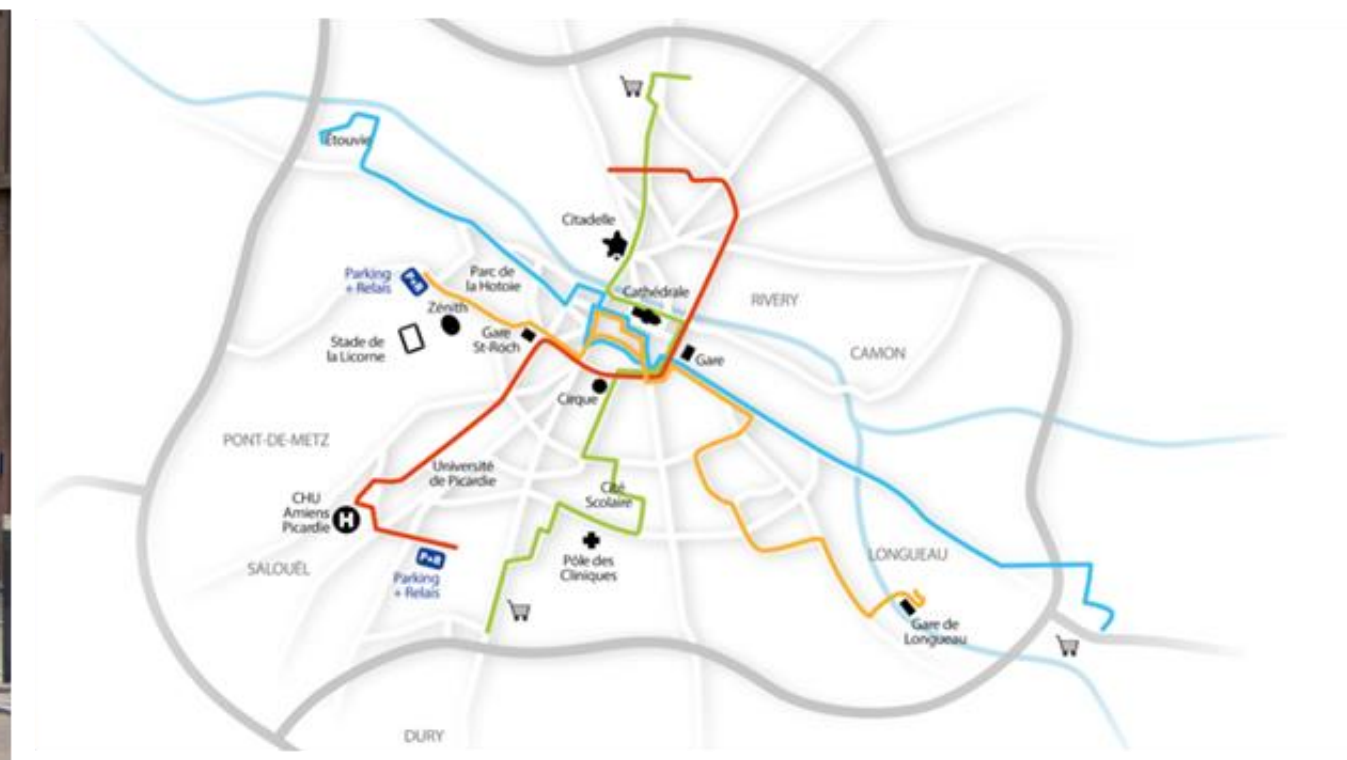 Étouvie
Citadelle
Parking
+ Relais
P+R
Parc de
la Hotoie
Cathédrale
RIVERY
Zénith
Gare
St-Roch
Stade de
la Licorne
Gare
CAMON
Cirque
PONT-DE-METZ
Université
de Picardie
CHU
Amiens
Picardie
H
Cité
Scolaire
SALOUËL
P+R
Parking
+ Relais
Pôle des
Cliniques
LONGUEAU
Gare de
Longueau
DURY